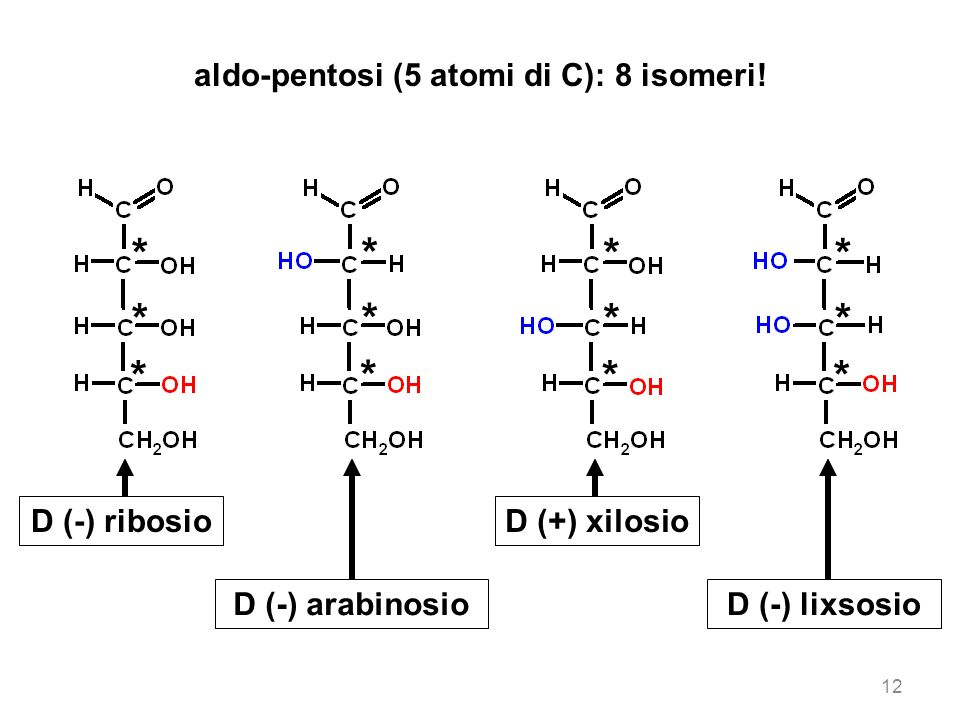 aldo-pentosi (5 atomi di C): 8 isomeri!
H O H O H O H O
C C C C
* * * *
H C OH HO C H H C OH HO C H
* * * *
H C OH H C OH HO C H HO C H
* * * *
H C OH H C OH H C OH H C OH
CH₂OH CH₂OH CH₂OH CH₂OH
D (-) ribosio D (+) xilosio
D (-) arabinosio D (-) lixsosio
12